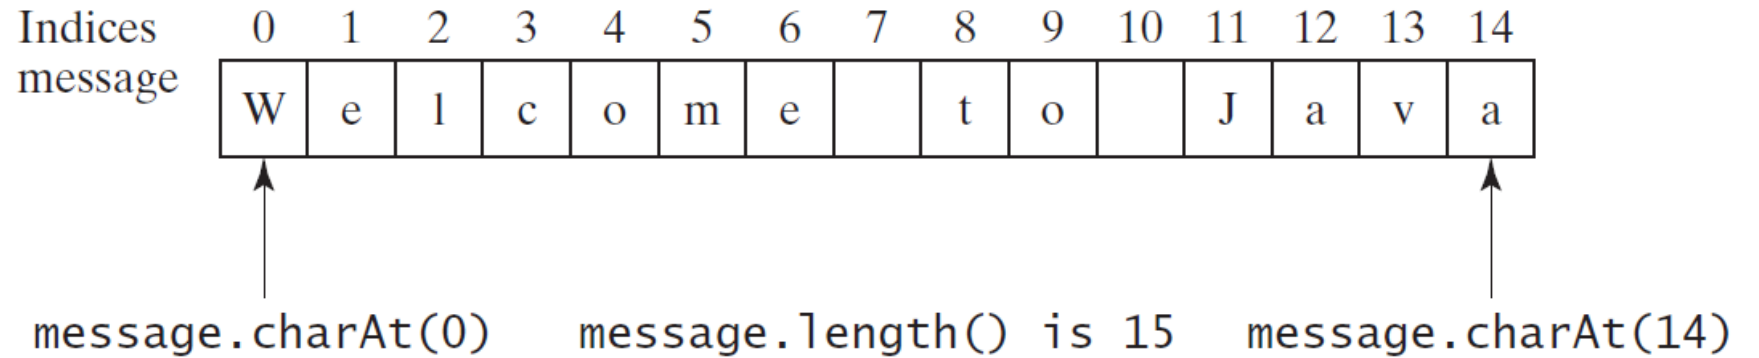 Indices 0 1 2 3 4 5 6 7 8 9 10 11 12 13 14
message
W e l c o m e t o J a v a
message.charAt(0) message.length() is 15 message.charAt(14)